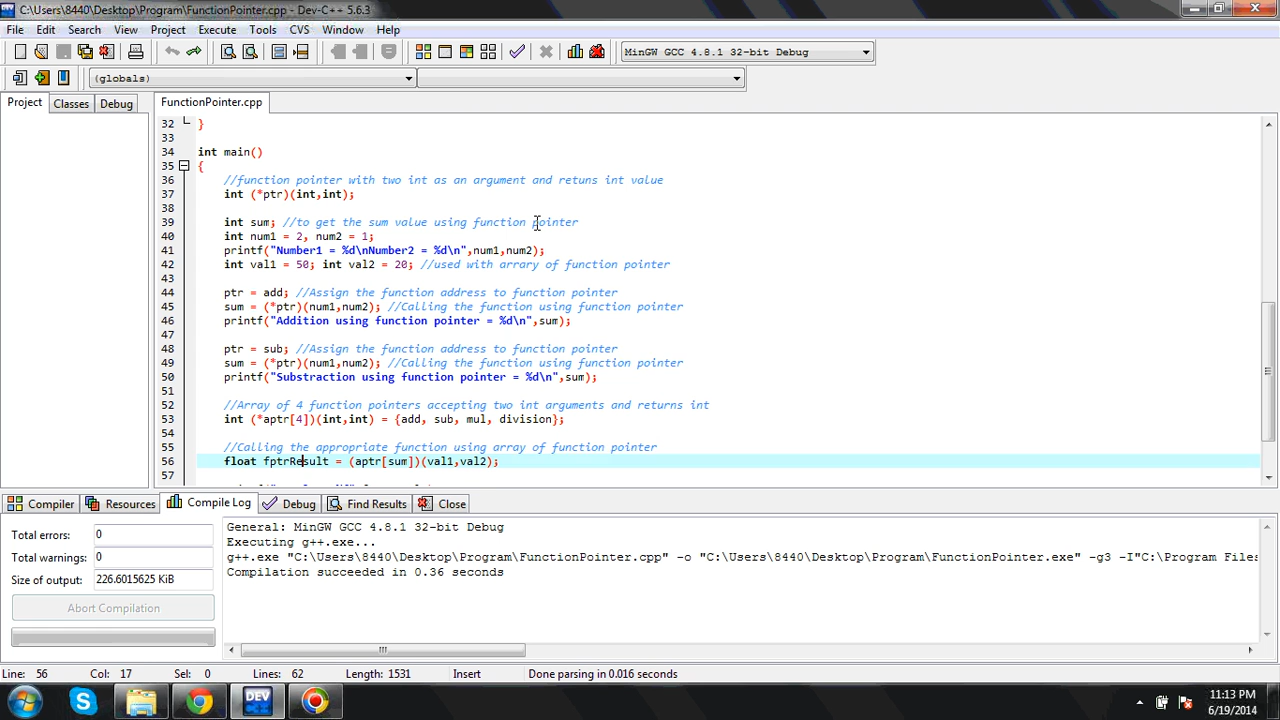 C:\Users\8440\Desktop\Program\FunctionPointer.cpp - Dev-C++ 5.6.3
File Edit Search View Project Execute Tools CVS Window Help
MinGW GCC 4.8.1 32-bit Debug
(globals)
Project Classes Debug FunctionPointer.cpp
32 }
33
34 int main()
35 {
36 //function pointer with two int as an argument and retuns int value
37 int (*ptr)(int,int);
38
39 int sum; //to get the sum value using function pointer
40 int num1 = 2, num2 = 1;
41 printf("Number1 = %d\nNumber2 = %d\n",num1,num2);
42 int val1 = 50; int val2 = 20; //used with arrary of function pointer
43
44 ptr = add; //Assign the function address to function pointer
45 sum = (*ptr)(num1,num2); //Calling the function using function pointer
46 printf("Addition using function pointer = %d\n",sum);
47
48 ptr = sub; //Assign the function address to function pointer
49 sum = (*ptr)(num1,num2); //Calling the function using function pointer
50 printf("Substraction using function pointer = %d\n",sum);
51
52 //Array of 4 function pointers accepting two int arguments and returns int
53 int (*aptr[4])(int,int) = {add, sub, mul, division};
54
55 //Calling the appropriate function using array of function pointer
56 float fptrResult = (aptr[sum])(val1,val2);
57
Compiler Resources Compile Log Debug Find Results Close
Total errors: 0
Total warnings: 0
Size of output: 226.6015625 KiB
Abort Compilation
General: MinGW GCC 4.8.1 32-bit Debug
Executing g++.exe...
g++.exe "C:\Users\8440\Desktop\Program\FunctionPointer.cpp" -o "C:\Users\8440\Desktop\Program\FunctionPointer.exe" -g3 -I"C:\Program Files
Compilation succeeded in 0.36 seconds
Line: 56 Col: 17 Sel: 0 Lines: 62 Length: 1531 Insert Done parsing in 0.016 seconds
DEV
11:13 PM
6/19/2014